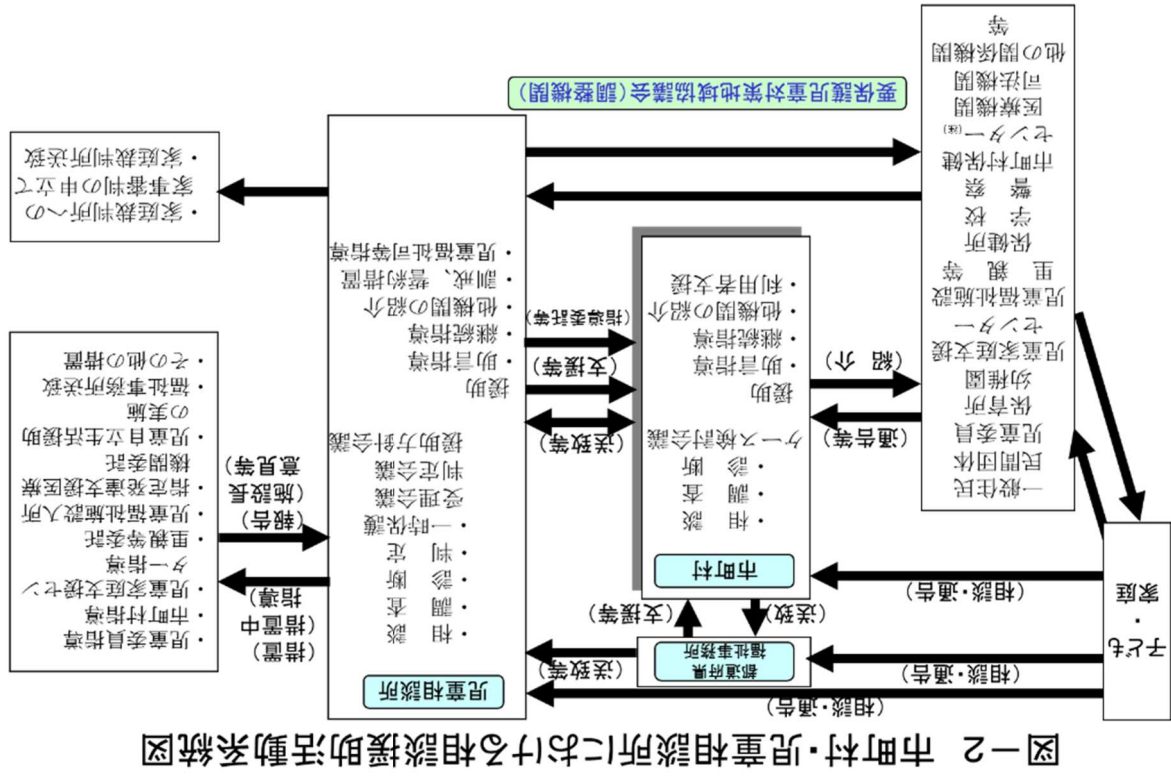 図－2 市町村・児童相談所における相談援助活動系統図
子ども・
家庭
(相談・通告)
(相談・通告)
(相談・通告)
一般住民
民間団体
児童委員
保育所
幼稚園
児童家庭支援
センター
児童福祉施設
里 親 等
保健所
学 校
警 察
市町村保健
センター(注)
医療機関
司法機関
他の関係機関
等
(通告等)
(紹 介)
都道府県
福祉事務所
(送致)
(支援等)
(送致等)
市町村
・相 談
・調 査
・診 断
ケース検討会議
援助
・助言指導
・継続指導
・他機関の紹介
・利用者支援
(送致等)
(支援等)
(指導委託等)
児童相談所
・相 談
・調 査
・診 断
・判 定
・一時保護
受理会議
判定会議
援助方針会議
援助
・助言指導
・継続指導
・他機関の紹介
・訓戒、誓約措置
・児童福祉司等指導
(措置)
(措置中
指導)
(報告)
(施設長
意見等)
・児童委員指導
・市町村指導
・児童家庭支援セン
ター指導
・里親等委託
・児童福祉施設入所
・指定発達支援医療
機関委託
・児童自立生活援助
の実施
・福祉事務所送致
・その他の措置
・家庭裁判所への
家事審判の申立て
・家庭裁判所送致
要保護児童対策地域協議会(調整機関)